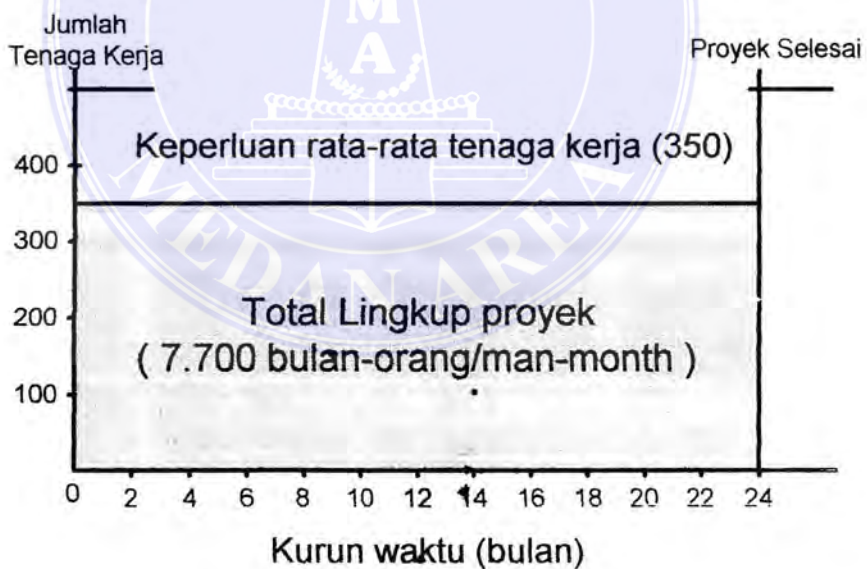 Jumlah
Tenaga Kerja
Proyek Selesai
M
A
MEDAN AREA
Keperluan rata-rata tenaga kerja (350)
400
300
200
100
Total Lingkup proyek
( 7.700 bulan-orang/man-month )
0 2 4 6 8 10 12 14 16 18 20 22 24
Kurun waktu (bulan)